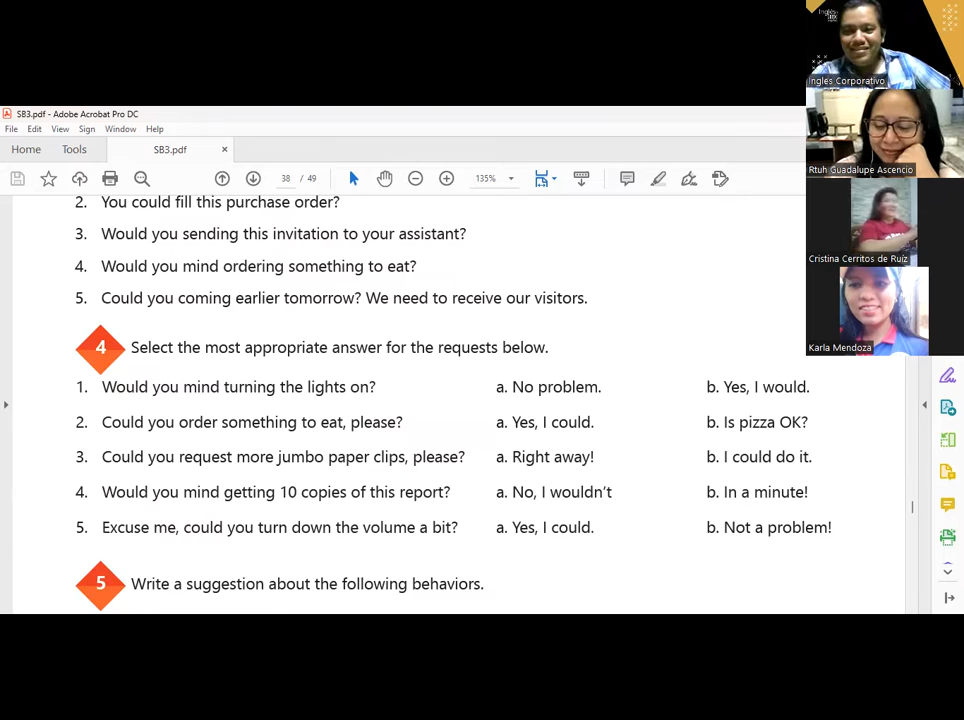 SB3.pdf - Adobe Acrobat Pro DC
File Edit View Sign Window Help
Home Tools SB3.pdf ×
38 / 49 135%
2. You could fill this purchase order?
3. Would you sending this invitation to your assistant?
4. Would you mind ordering something to eat?
5. Could you coming earlier tomorrow? We need to receive our visitors.
4 Select the most appropriate answer for the requests below.
1. Would you mind turning the lights on? a. No problem. b. Yes, I would.
2. Could you order something to eat, please? a. Yes, I could. b. Is pizza OK?
3. Could you request more jumbo paper clips, please? a. Right away! b. I could do it.
4. Would you mind getting 10 copies of this report? a. No, I wouldn't b. In a minute!
5. Excuse me, could you turn down the volume a bit? a. Yes, I could. b. Not a problem!
5 Write a suggestion about the following behaviors.
Inglés
Inglés Corporativo
Rtuh Guadalupe Ascencio
Cristina Cerritos de Ruíz
Karla Mendoza